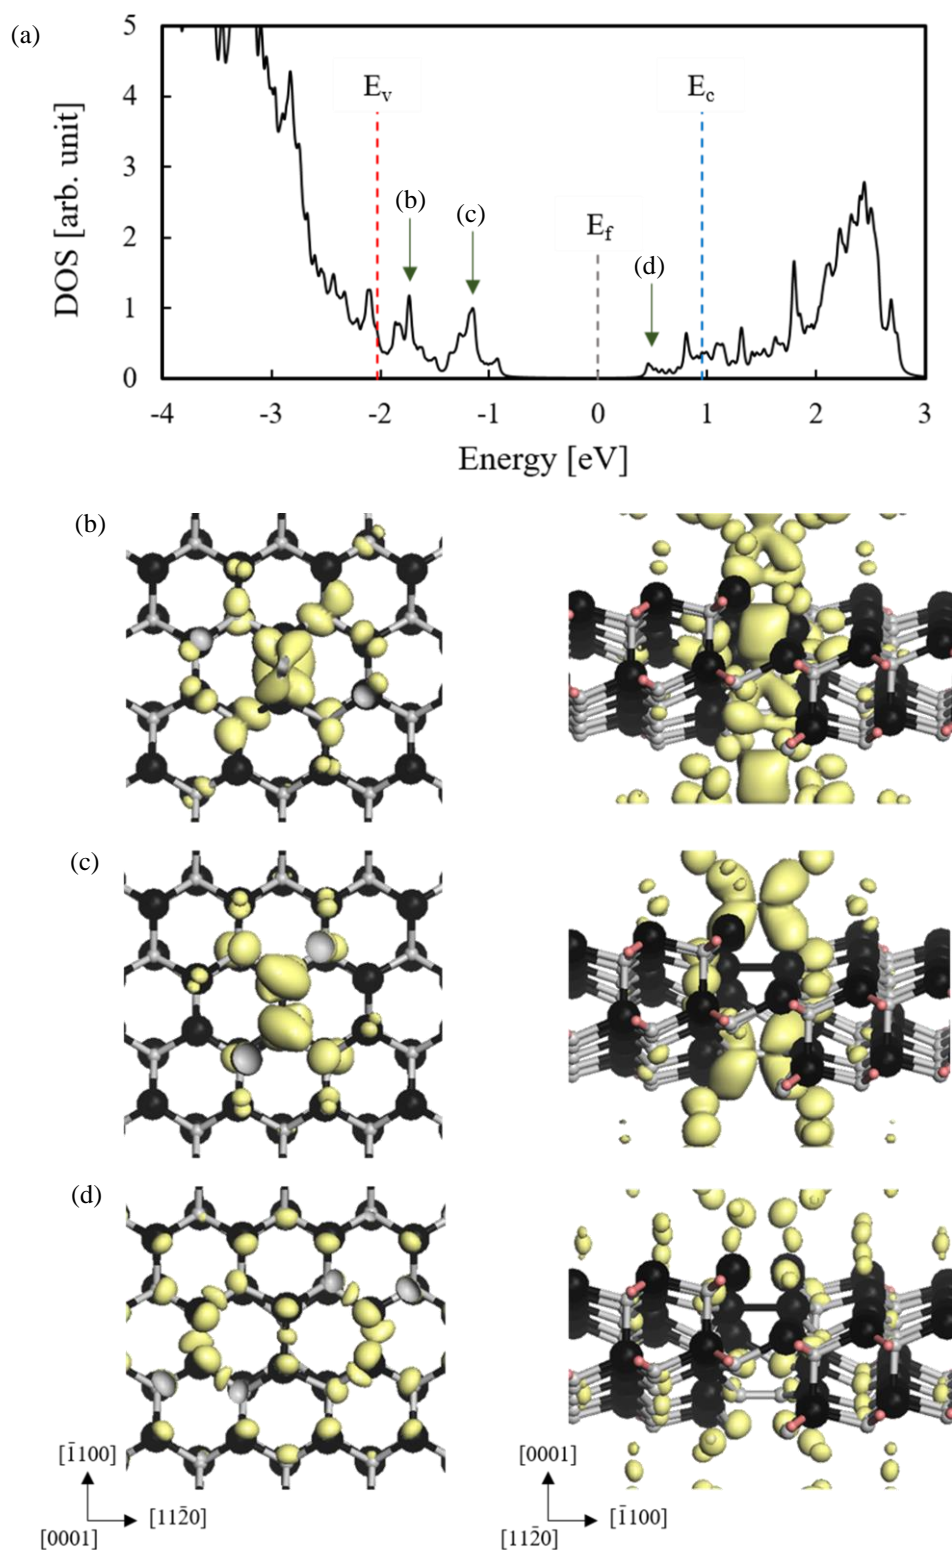 (a)
DOS [arb. unit]
5
4
3
2
1
0
E_v
E_c
(b)
(c)
E_f
(d)
-4 -3 -2 -1 0 1 2 3
Energy [eV]
(b)
(c)
(d)
[1̄100]
[0001] [112̄0]
[0001]
[112̄0] [1̄100]